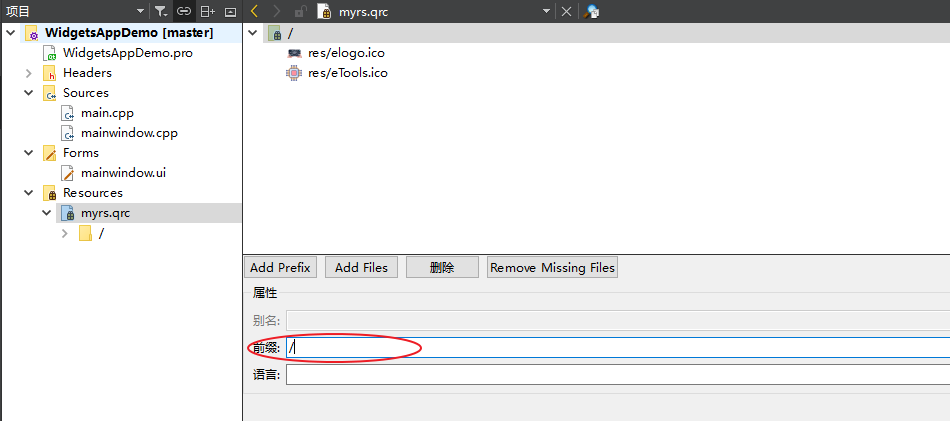 项目
myrs.qrc
WidgetsAppDemo [master]
WidgetsAppDemo.pro
Headers
Sources
main.cpp
mainwindow.cpp
Forms
mainwindow.ui
Resources
myrs.qrc
/
/
res/elogo.ico
res/eTools.ico
Add Prefix Add Files 删除 Remove Missing Files
属性
别名:
前缀: /
语言: